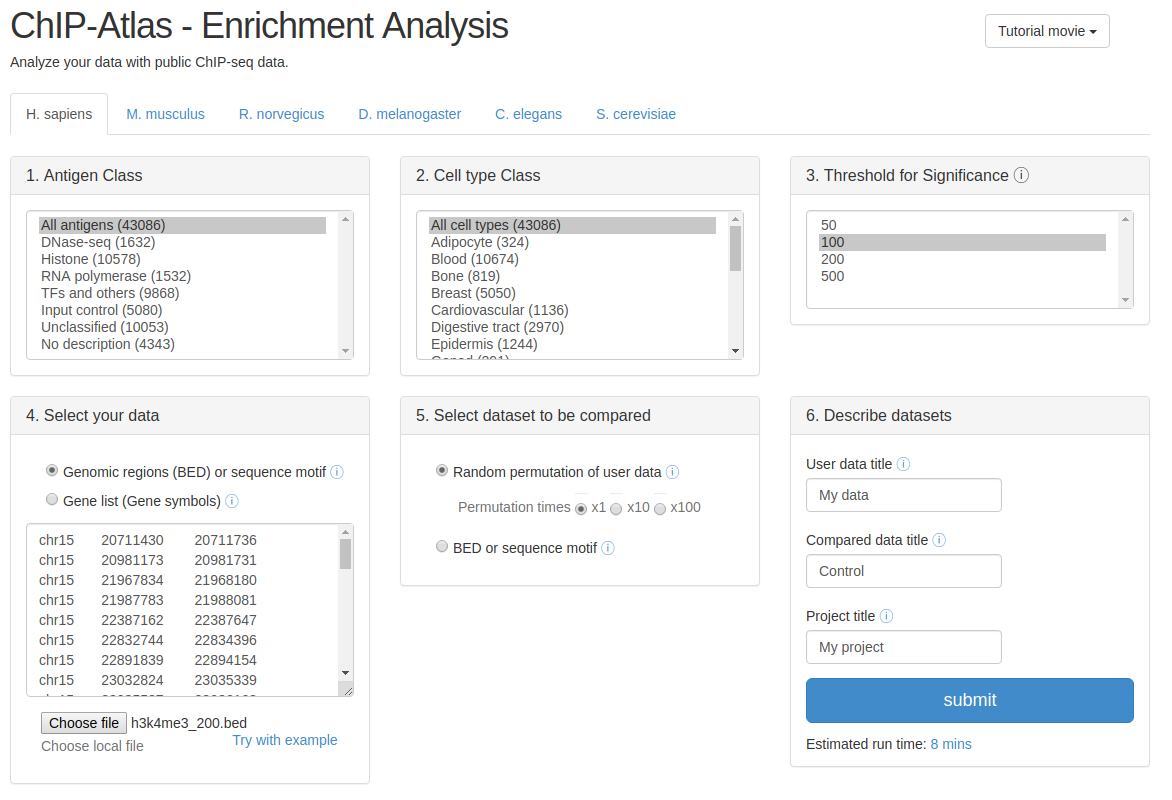 ChIP-Atlas - Enrichment Analysis
Tutorial movie
Analyze your data with public ChIP-seq data.
H. sapiens M. musculus R. norvegicus D. melanogaster C. elegans S. cerevisiae
1. Antigen Class
All antigens (43086)
DNase-seq (1632)
Histone (10578)
RNA polymerase (1532)
TFs and others (9868)
Input control (5080)
Unclassified (10053)
No description (4343)
2. Cell type Class
All cell types (43086)
Adipocyte (324)
Blood (10674)
Bone (819)
Breast (5050)
Cardiovascular (1136)
Digestive tract (2970)
Epidermis (1244)
3. Threshold for Significance
50
100
200
500
4. Select your data
Genomic regions (BED) or sequence motif
Gene list (Gene symbols)
chr15 20711430 20711736
chr15 20981173 20981731
chr15 21967834 21968180
chr15 21987783 21988081
chr15 22387162 22387647
chr15 22832744 22834396
chr15 22891839 22894154
chr15 23032824 23035339
Choose file h3k4me3_200.bed
Choose local file
Try with example
5. Select dataset to be compared
Random permutation of user data
Permutation times x1 x10 x100
BED or sequence motif
6. Describe datasets
User data title
My data
Compared data title
Control
Project title
My project
submit
Estimated run time: 8 mins